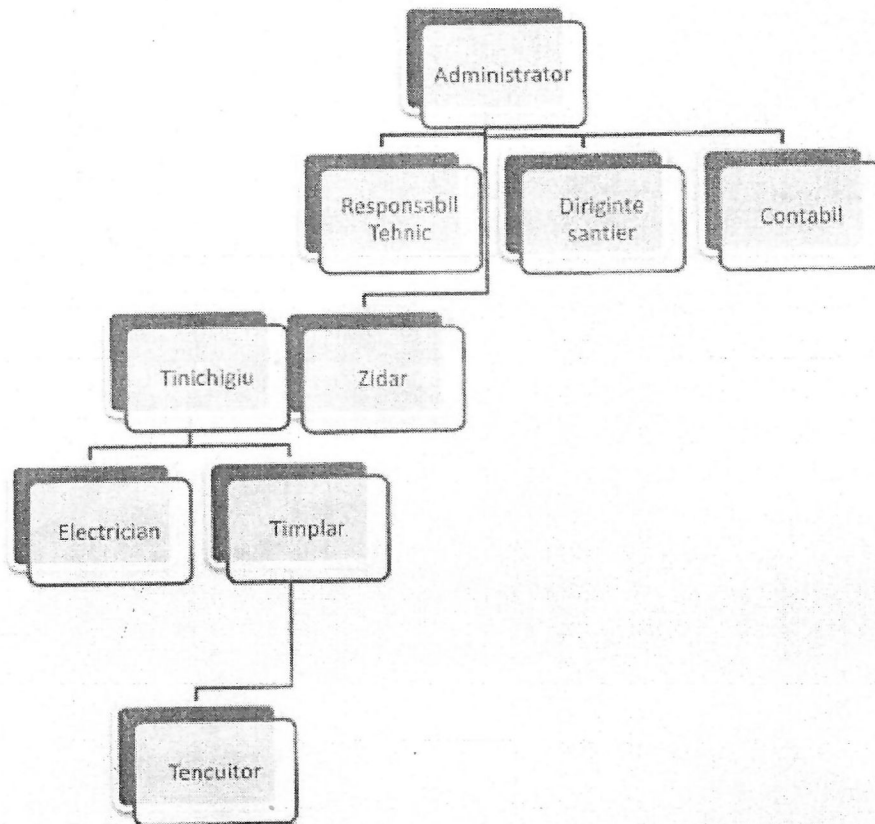 Administrator
Responsabil
Tehnic
Diriginte
santier
Contabil
Tinichigiu
Zidar
Electrician
Timplar
Tencuitor